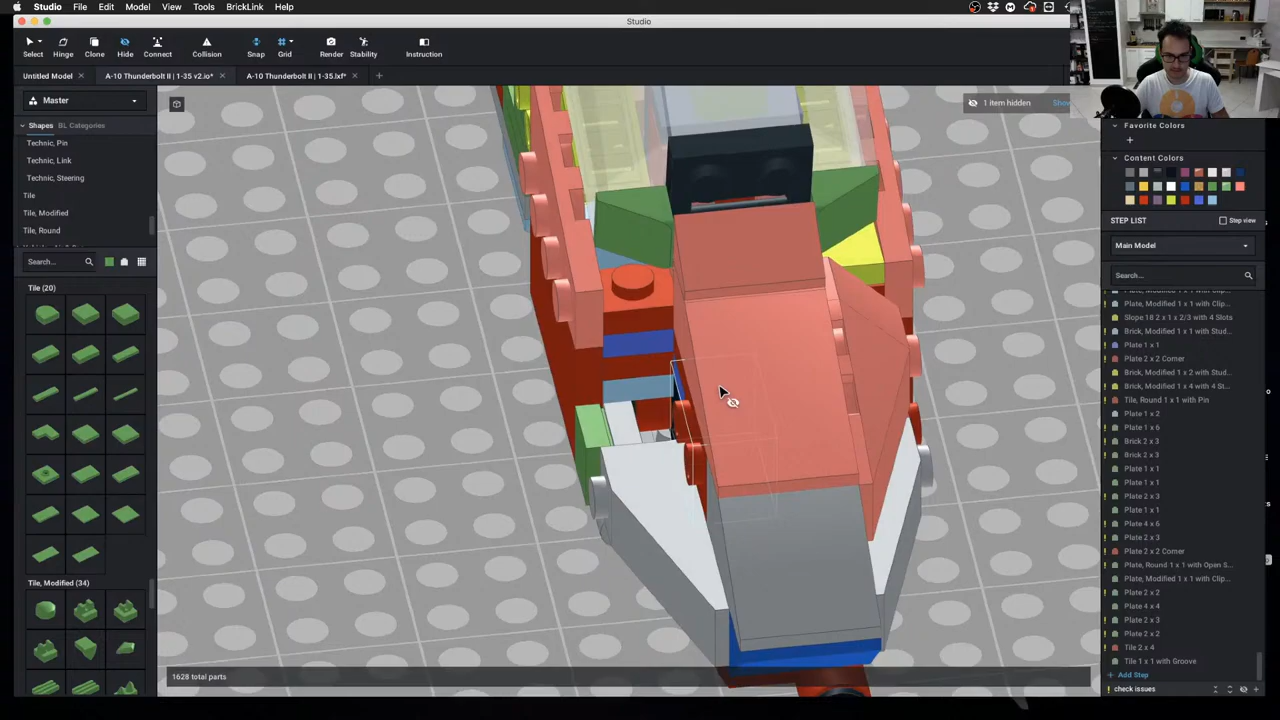 Studio File Edit Model View Tools BrickLink Help
Studio
Select Hinge Clone Hide Connect Collision Snap Grid Render Stability Instruction
Untitled Model × A-10 Thunderbolt II | 1-35 v2.io* × A-10 Thunderbolt II | 1-35.lxf* × +
Master
Shapes BL Categories
Technic, Pin
Technic, Link
Technic, Steering
Tile
Tile, Modified
Tile, Round
Search...
Tile (20)
Tile, Modified (34)
1 item hidden
1628 total parts
Favorite Colors
+
Content Colors
STEP LIST Step view
Main Model
Search...
Plate, Modified 1 x 1 with Clip...
Slope 18 2 x 1 x 2/3 with 4 Slots
Brick, Modified 1 x 1 with Stud...
Plate 1 x 1
Plate 2 x 2 Corner
Brick, Modified 1 x 2 with Stud...
Brick, Modified 1 x 4 with 4 St...
Tile, Round 1 x 1 with Pin
Plate 1 x 2
Plate 1 x 6
Brick 2 x 3
Brick 2 x 3
Plate 1 x 1
Plate 1 x 1
Plate 2 x 3
Plate 1 x 1
Plate 4 x 6
Plate 2 x 3
Plate 2 x 2 Corner
Plate, Round 1 x 1 with Open S...
Plate, Modified 1 x 1 with Clip...
Plate 2 x 2
Plate 4 x 4
Plate 2 x 3
Plate 2 x 2
Tile 2 x 4
Tile 1 x 1 with Groove
+ Add Step
! check issues